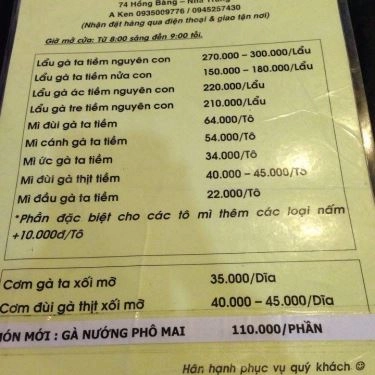 74 Hồng Bàng – Nha Trang
A Ken 0935009776 / 0945257430
(Nhận đặt hàng qua điện thoại & giao tận nơi)
Giờ mở cửa: Từ 8:00 sáng đến 9:00 tối.
Lẩu gà ta tiềm nguyên con 270.000 – 300.000/Lẩu
Lẩu gà ta tiềm nửa con 150.000 – 180.000/Lẩu
Lẩu gà ác tiềm nguyên con 220.000/Lẩu
Lẩu gà tre tiềm nguyên con 210.000/Lẩu
Mì đùi gà ta tiềm 64.000/Tô
Mì cánh gà ta tiềm 54.000/Tô
Mì ức gà ta tiềm 34.000/Tô
Mì đùi gà thịt tiềm 40.000 – 45.000/Tô
Mì đầu gà ta tiềm 22.000/Tô
*Phần đặc biệt cho các tô mì thêm các loại nấm
+10.000đ/Tô
Cơm gà ta xối mỡ 35.000/Dĩa
Cơm đùi gà thịt xối mỡ 40.000 – 45.000/Dĩa
MÓN MỚI : GÀ NƯỚNG PHÔ MAI 110.000/PHẦN
Hân hạnh phục vụ quý khách ☺